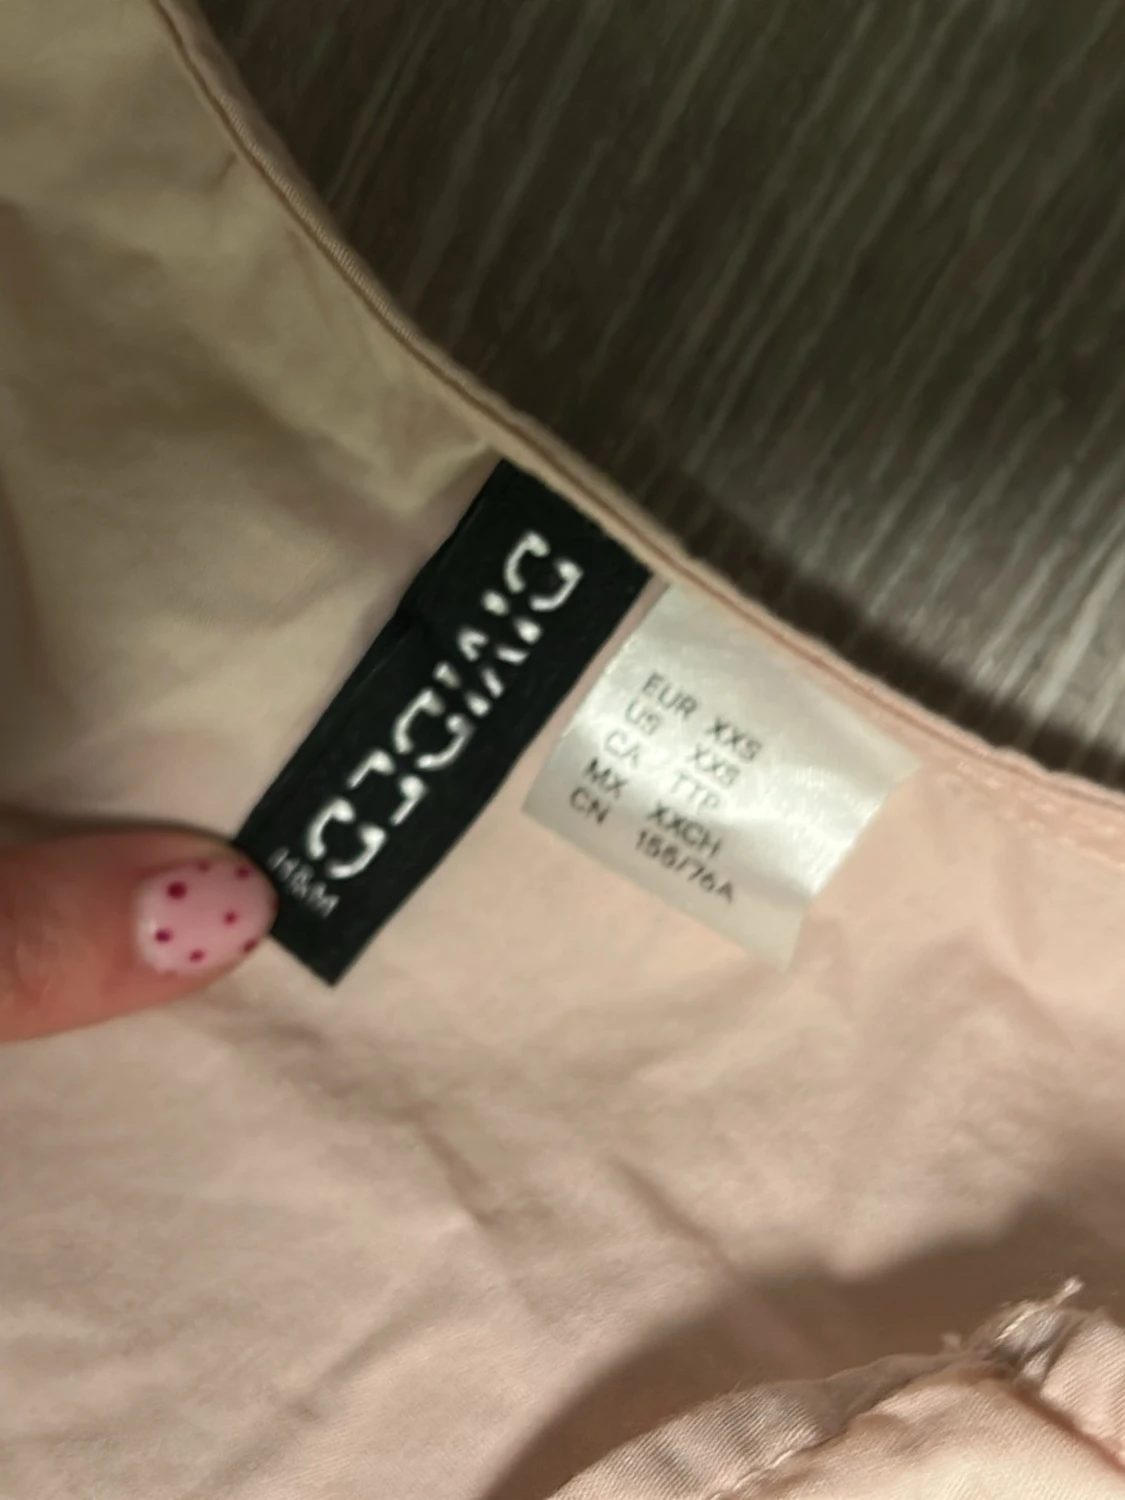 DIVIDED
H&M
EUR XXS
US XXS
CA TTP
MX XXCH
CN 155/76A